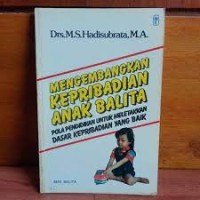 Drs.M.S.Hadisubrata, M.A.
MENGEMBANGKAN
KEPRIBADIAN
ANAK BALITA
POLA PENDIDIKAN UNTUK MELETAKKAN
DASAR KEPRIBADIAN YANG BAIK